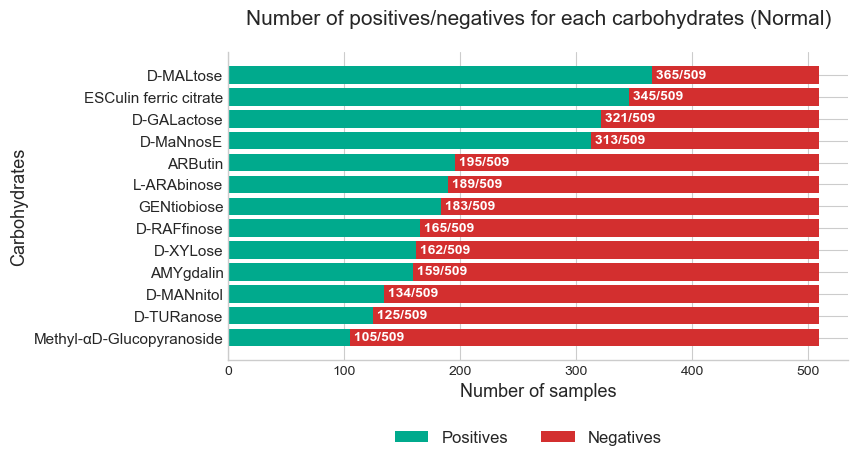 Number of positives/negatives for each carbohydrates (Normal)
Carbohydrates
D-MALtose 365/509
ESCulin ferric citrate 345/509
D-GALactose 321/509
D-MaNnosE 313/509
ARButin 195/509
L-ARAbinose 189/509
GENtiobiose 183/509
D-RAFfinose 165/509
D-XYLose 162/509
AMYgdalin 159/509
D-MANnitol 134/509
D-TURanose 125/509
Methyl-αD-Glucopyranoside 105/509
0 100 200 300 400 500
Number of samples
Positives Negatives